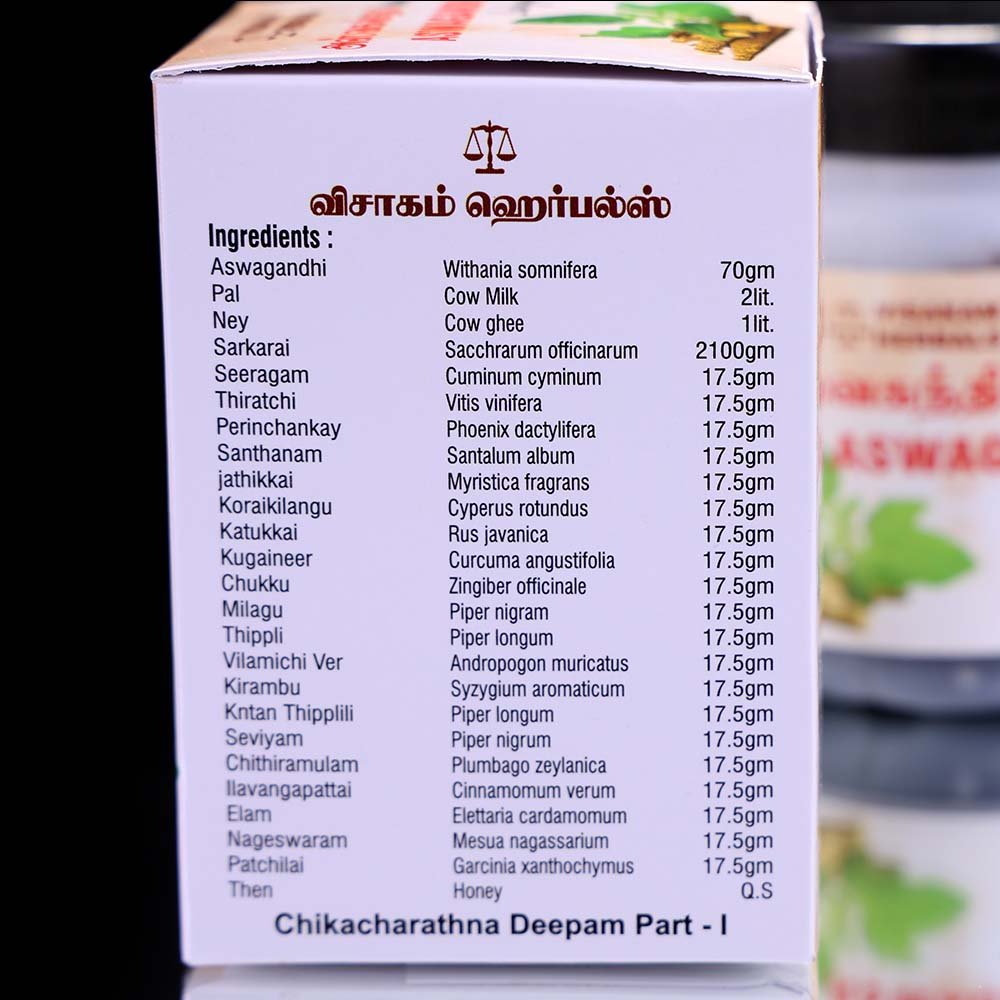 ASWAGAN
விசாகம் ஹெர்பல்ஸ்
Ingredients :
Aswagandhi Withania somnifera 70gm
Pal Cow Milk 2lit.
Ney Cow ghee 1lit.
Sarkarai Sacchrarum officinarum 2100gm
Seeragam Cuminum cyminum 17.5gm
Thiratchi Vitis vinifera 17.5gm
Perinchankay Phoenix dactylifera 17.5gm
Santhanam Santalum album 17.5gm
jathikkai Myristica fragrans 17.5gm
Koraikilangu Cyperus rotundus 17.5gm
Katukkai Rus javanica 17.5gm
Kugaineer Curcuma angustifolia 17.5gm
Chukku Zingiber officinale 17.5gm
Milagu Piper nigram 17.5gm
Thippli Piper longum 17.5gm
Vilamichi Ver Andropogon muricatus 17.5gm
Kirambu Syzygium aromaticum 17.5gm
Kntan Thipplili Piper longum 17.5gm
Seviyam Piper nigrum 17.5gm
Chithiramulam Plumbago zeylanica 17.5gm
Ilavangapattai Cinnamomum verum 17.5gm
Elam Elettaria cardamomum 17.5gm
Nageswaram Mesua nagassarium 17.5gm
Patchilai Garcinia xanthochymus 17.5gm
Then Honey Q.S
Chikacharathna Deepam Part - I
VISAKAM
HERBALS
ASWAG